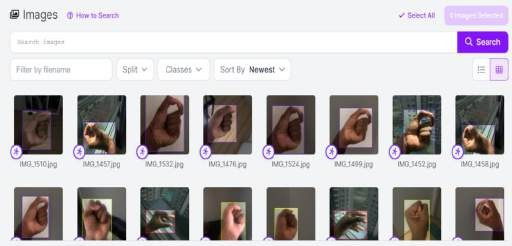 Images How to Search Select All 0 Images Selected
Search images Search
Filter by filename Split Classes Sort By Newest
IMG_1510.jpg IMG_1457.jpg IMG_1532.jpg IMG_1476.jpg IMG_1524.jpg IMG_1499.jpg IMG_1452.jpg IMG_1458.jpg